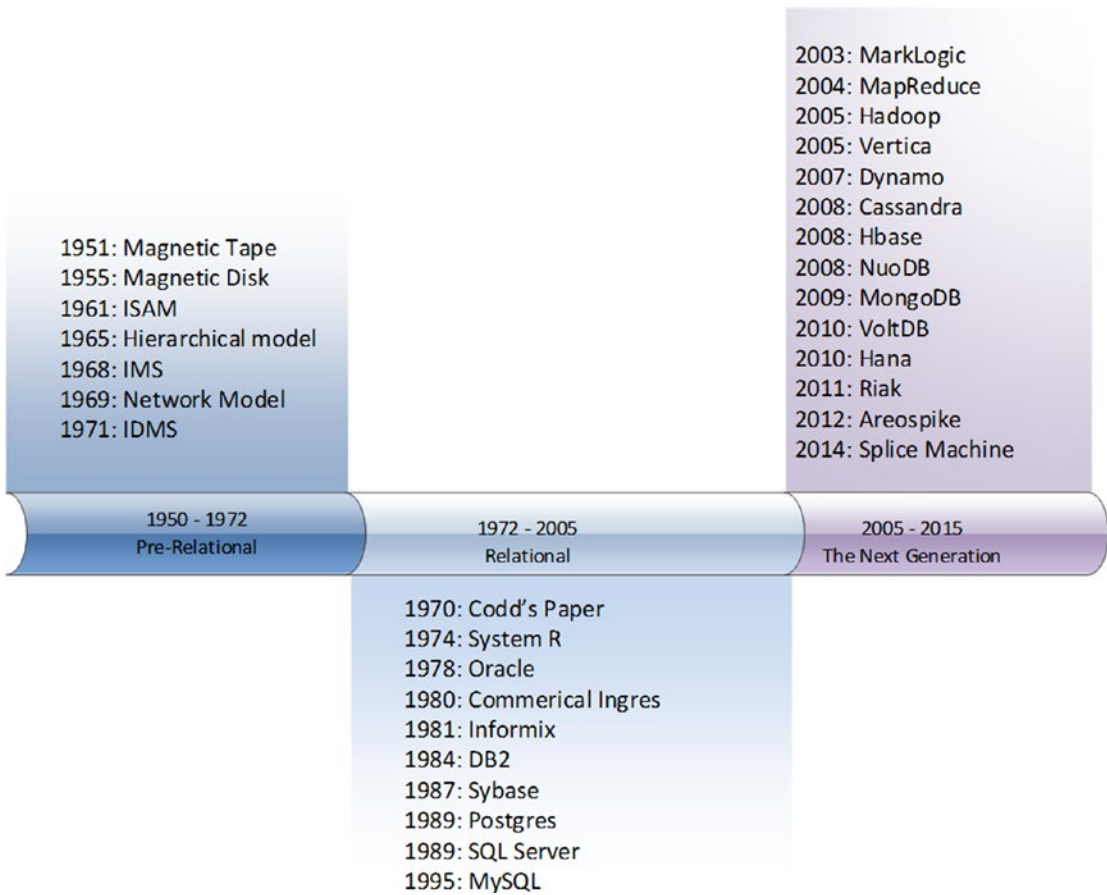 1951: Magnetic Tape
1955: Magnetic Disk
1961: ISAM
1965: Hierarchical model
1968: IMS
1969: Network Model
1971: IDMS
1950 - 1972
Pre-Relational
1972 - 2005
Relational
1970: Codd’s Paper
1974: System R
1978: Oracle
1980: Commerical Ingres
1981: Informix
1984: DB2
1987: Sybase
1989: Postgres
1989: SQL Server
1995: MySQL
2003: MarkLogic
2004: MapReduce
2005: Hadoop
2005: Vertica
2007: Dynamo
2008: Cassandra
2008: Hbase
2008: NuoDB
2009: MongoDB
2010: VoltDB
2010: Hana
2011: Riak
2012: Areospike
2014: Splice Machine
2005 - 2015
The Next Generation